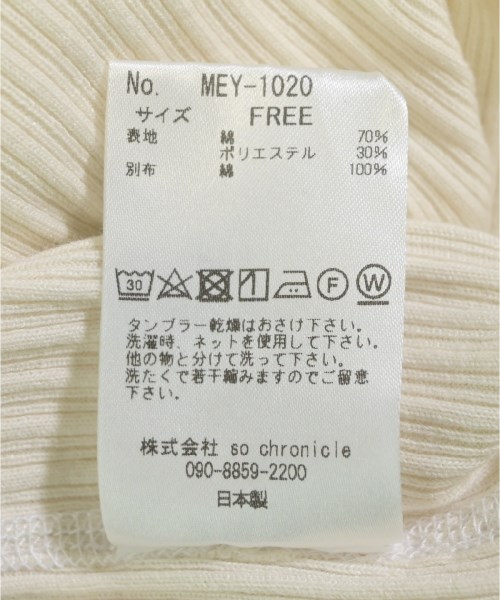 No. MEY-1020
サイズ FREE
表地 綿 70%
ポリエステル 30%
別布 綿 100%
30 F W
タンブラー乾燥はおさけ下さい。
洗濯時、ネットを使用して下さい。
他の物と分けて洗って下さい。
洗たくで若干縮みますのでご留意
下さい。
株式会社 so chronicle
090-8859-2200
日本製